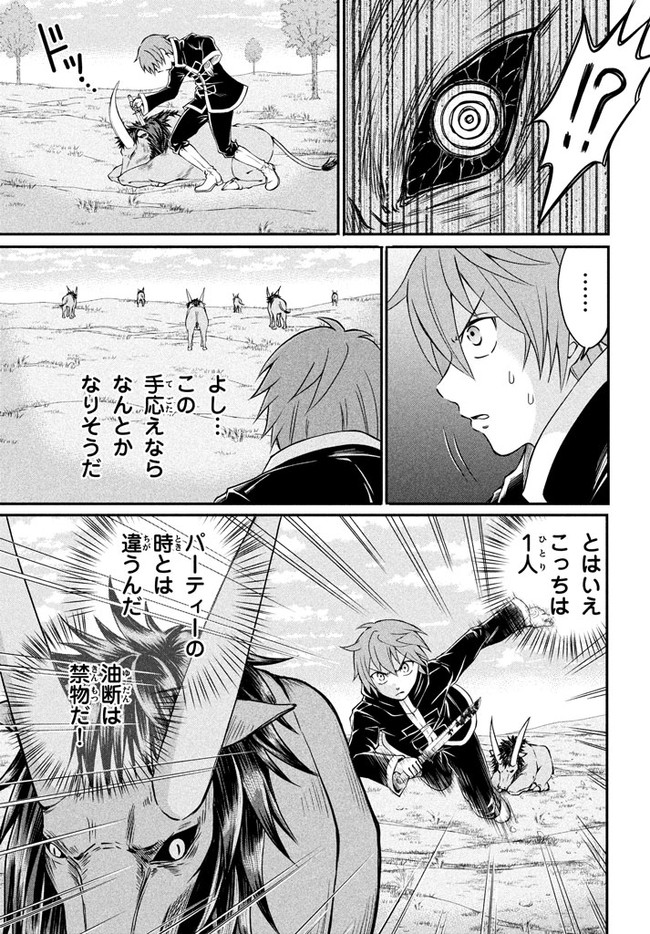 !?
ドッ…
……
よし…
この
手応えなら
なんとか
なりそうだ
とはいえ
こっちは
1人
パーティーの
時とは
違うんだ
油断は
禁物だ!